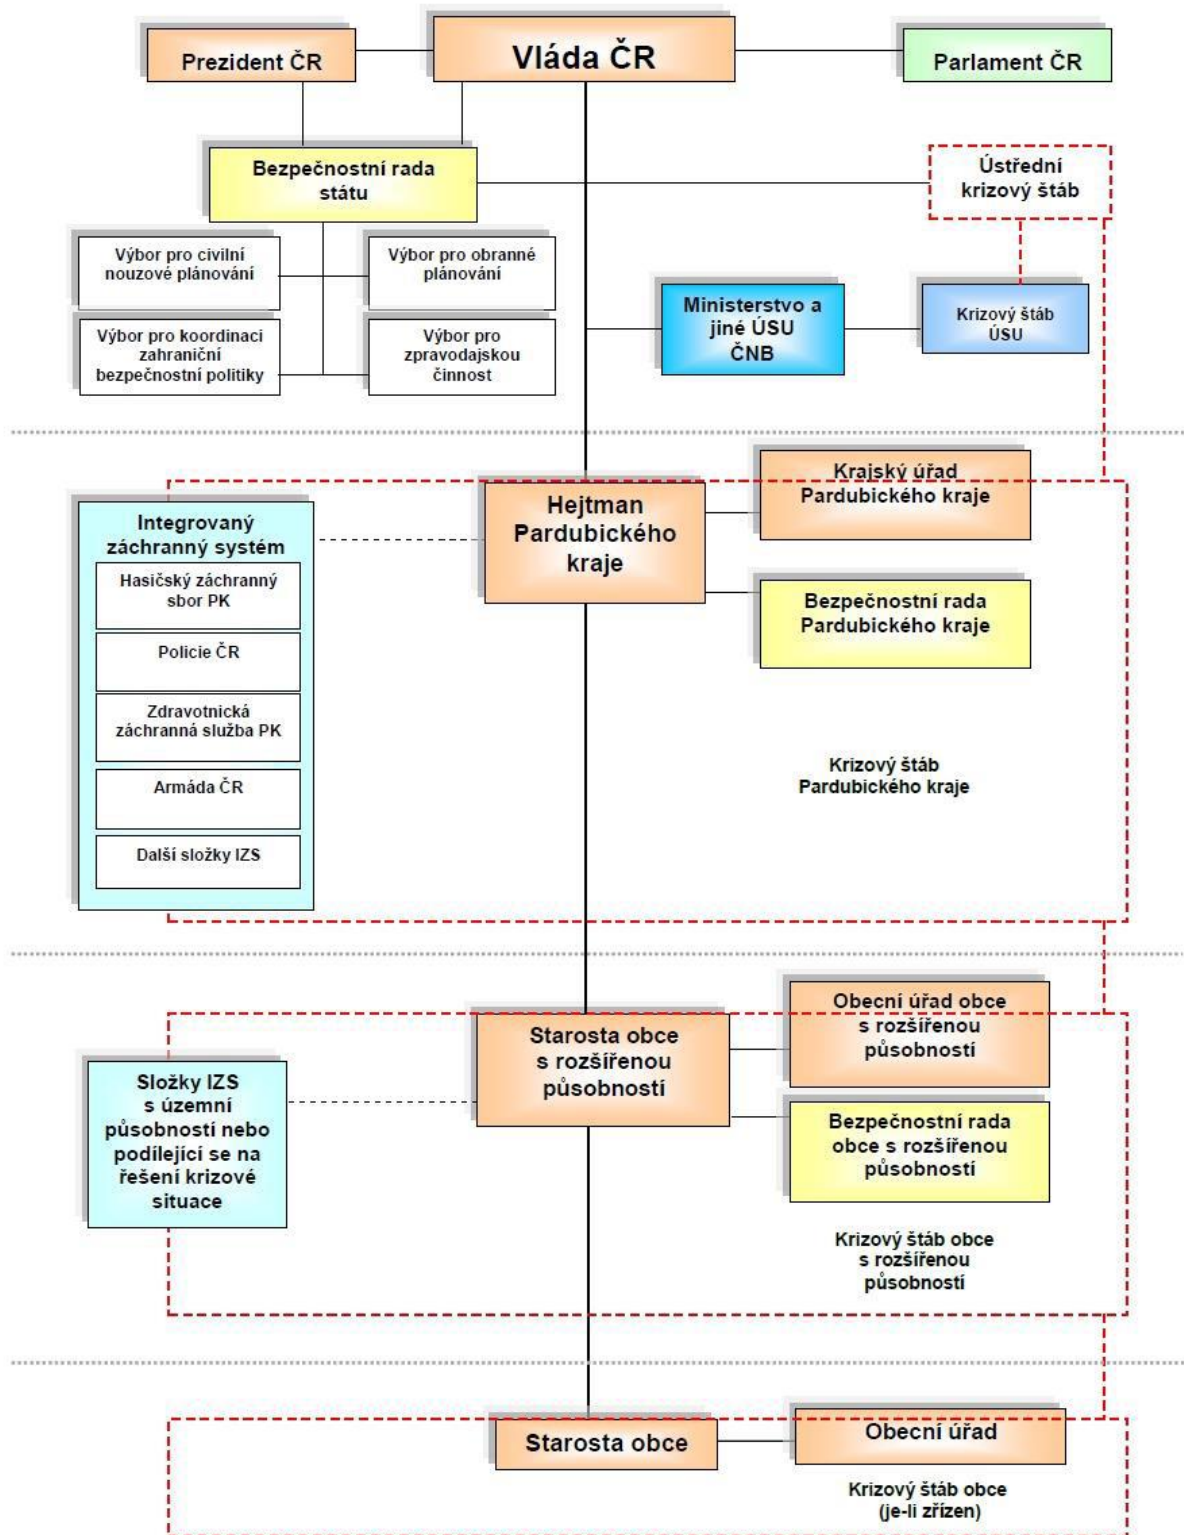 Prezident ČR
Vláda ČR
Parlament ČR
Bezpečnostní rada
státu
Ústřední
krizový štáb
Výbor pro civilní
nouzové plánování
Výbor pro obranné
plánování
Výbor pro koordinaci
zahraniční
bezpečnostní politiky
Výbor pro
zpravodajskou
činnost
Ministerstvo a
jiné ÚSU
ČNB
Krizový štáb
ÚSU
Integrovaný
záchranný systém
Hasičský záchranný
sbor PK
Policie ČR
Zdravotnická
záchranná služba PK
Armáda ČR
Další složky IZS
Hejtman
Pardubického
kraje
Krajský úřad
Pardubického kraje
Bezpečnostní rada
Pardubického kraje
Krizový štáb
Pardubického kraje
Složky IZS
s územní
působností nebo
podílející se na
řešení krizové
situace
Starosta obce
s rozšířenou
působností
Obecní úřad obce
s rozšířenou
působností
Bezpečnostní rada
obce s rozšířenou
působností
Krizový štáb obce
s rozšířenou
působností
Starosta obce
Obecní úřad
Krizový štáb obce
(je-li zřízen)